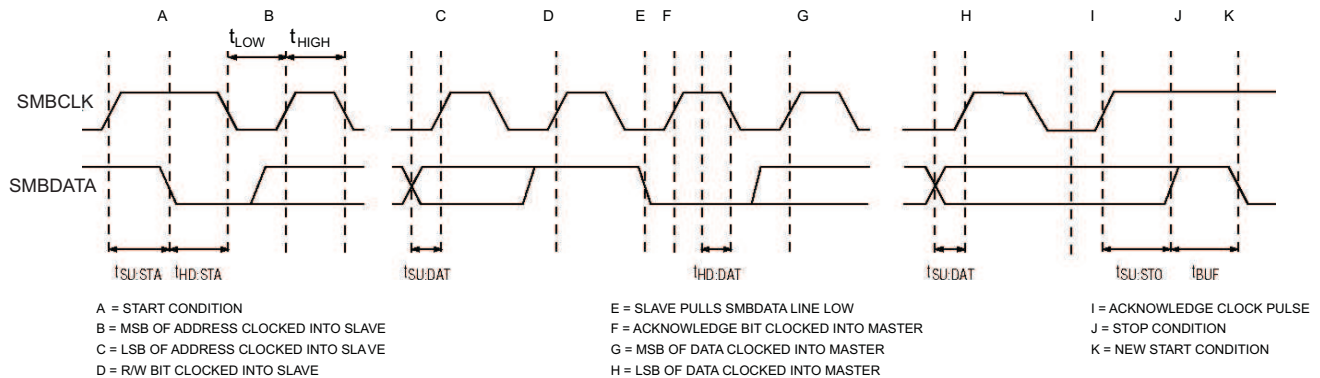 A B C D E F G H I J K
tLOW tHIGH
SMBCLK
SMBDATA
tSU:STA tHD:STA tSU:DAT tHD:DAT tSU:DAT tSU:STO tBUF
A = START CONDITION
B = MSB OF ADDRESS CLOCKED INTO SLAVE
C = LSB OF ADDRESS CLOCKED INTO SLAVE
D = R/W BIT CLOCKED INTO SLAVE
E = SLAVE PULLS SMBDATA LINE LOW
F = ACKNOWLEDGE BIT CLOCKED INTO MASTER
G = MSB OF DATA CLOCKED INTO MASTER
H = LSB OF DATA CLOCKED INTO MASTER
I = ACKNOWLEDGE CLOCK PULSE
J = STOP CONDITION
K = NEW START CONDITION